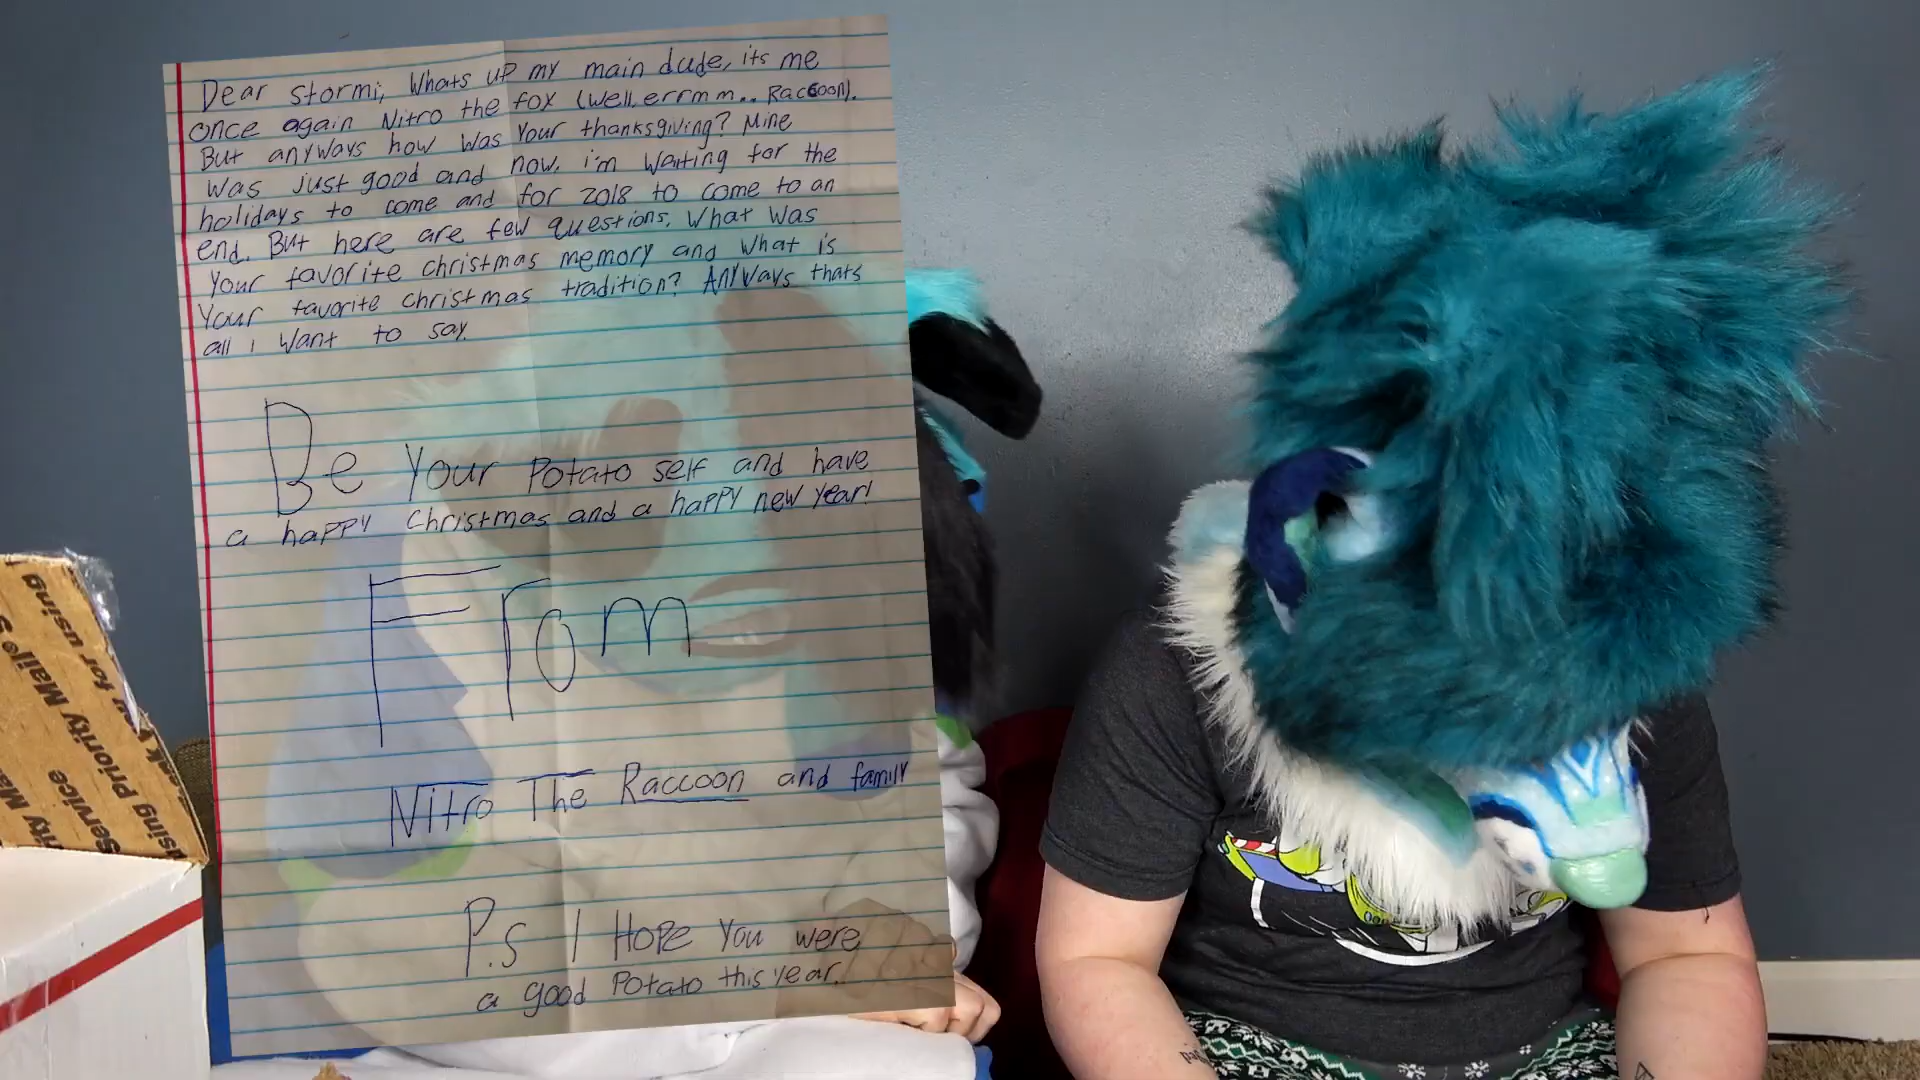 Dear stormi, Whats up my main dude, its me
once again Nitro the fox (well, errmm.. Raccoon).
But anyways how was your thanksgiving? Mine
was just good and now, i'm waiting for the
holidays to come and for 2018 to come to an
end. But here are few questions, What was
your favorite christmas memory and what is
your favorite christmas tradition? Anyways thats
all i want to say.
Be Your Potato self and have
a happy Christmas and a happy new year!
From
Nitro The Raccoon and family
P.S I Hope You were
a good Potato this year.
for using
Priority Mail
Service
using Priority Ma